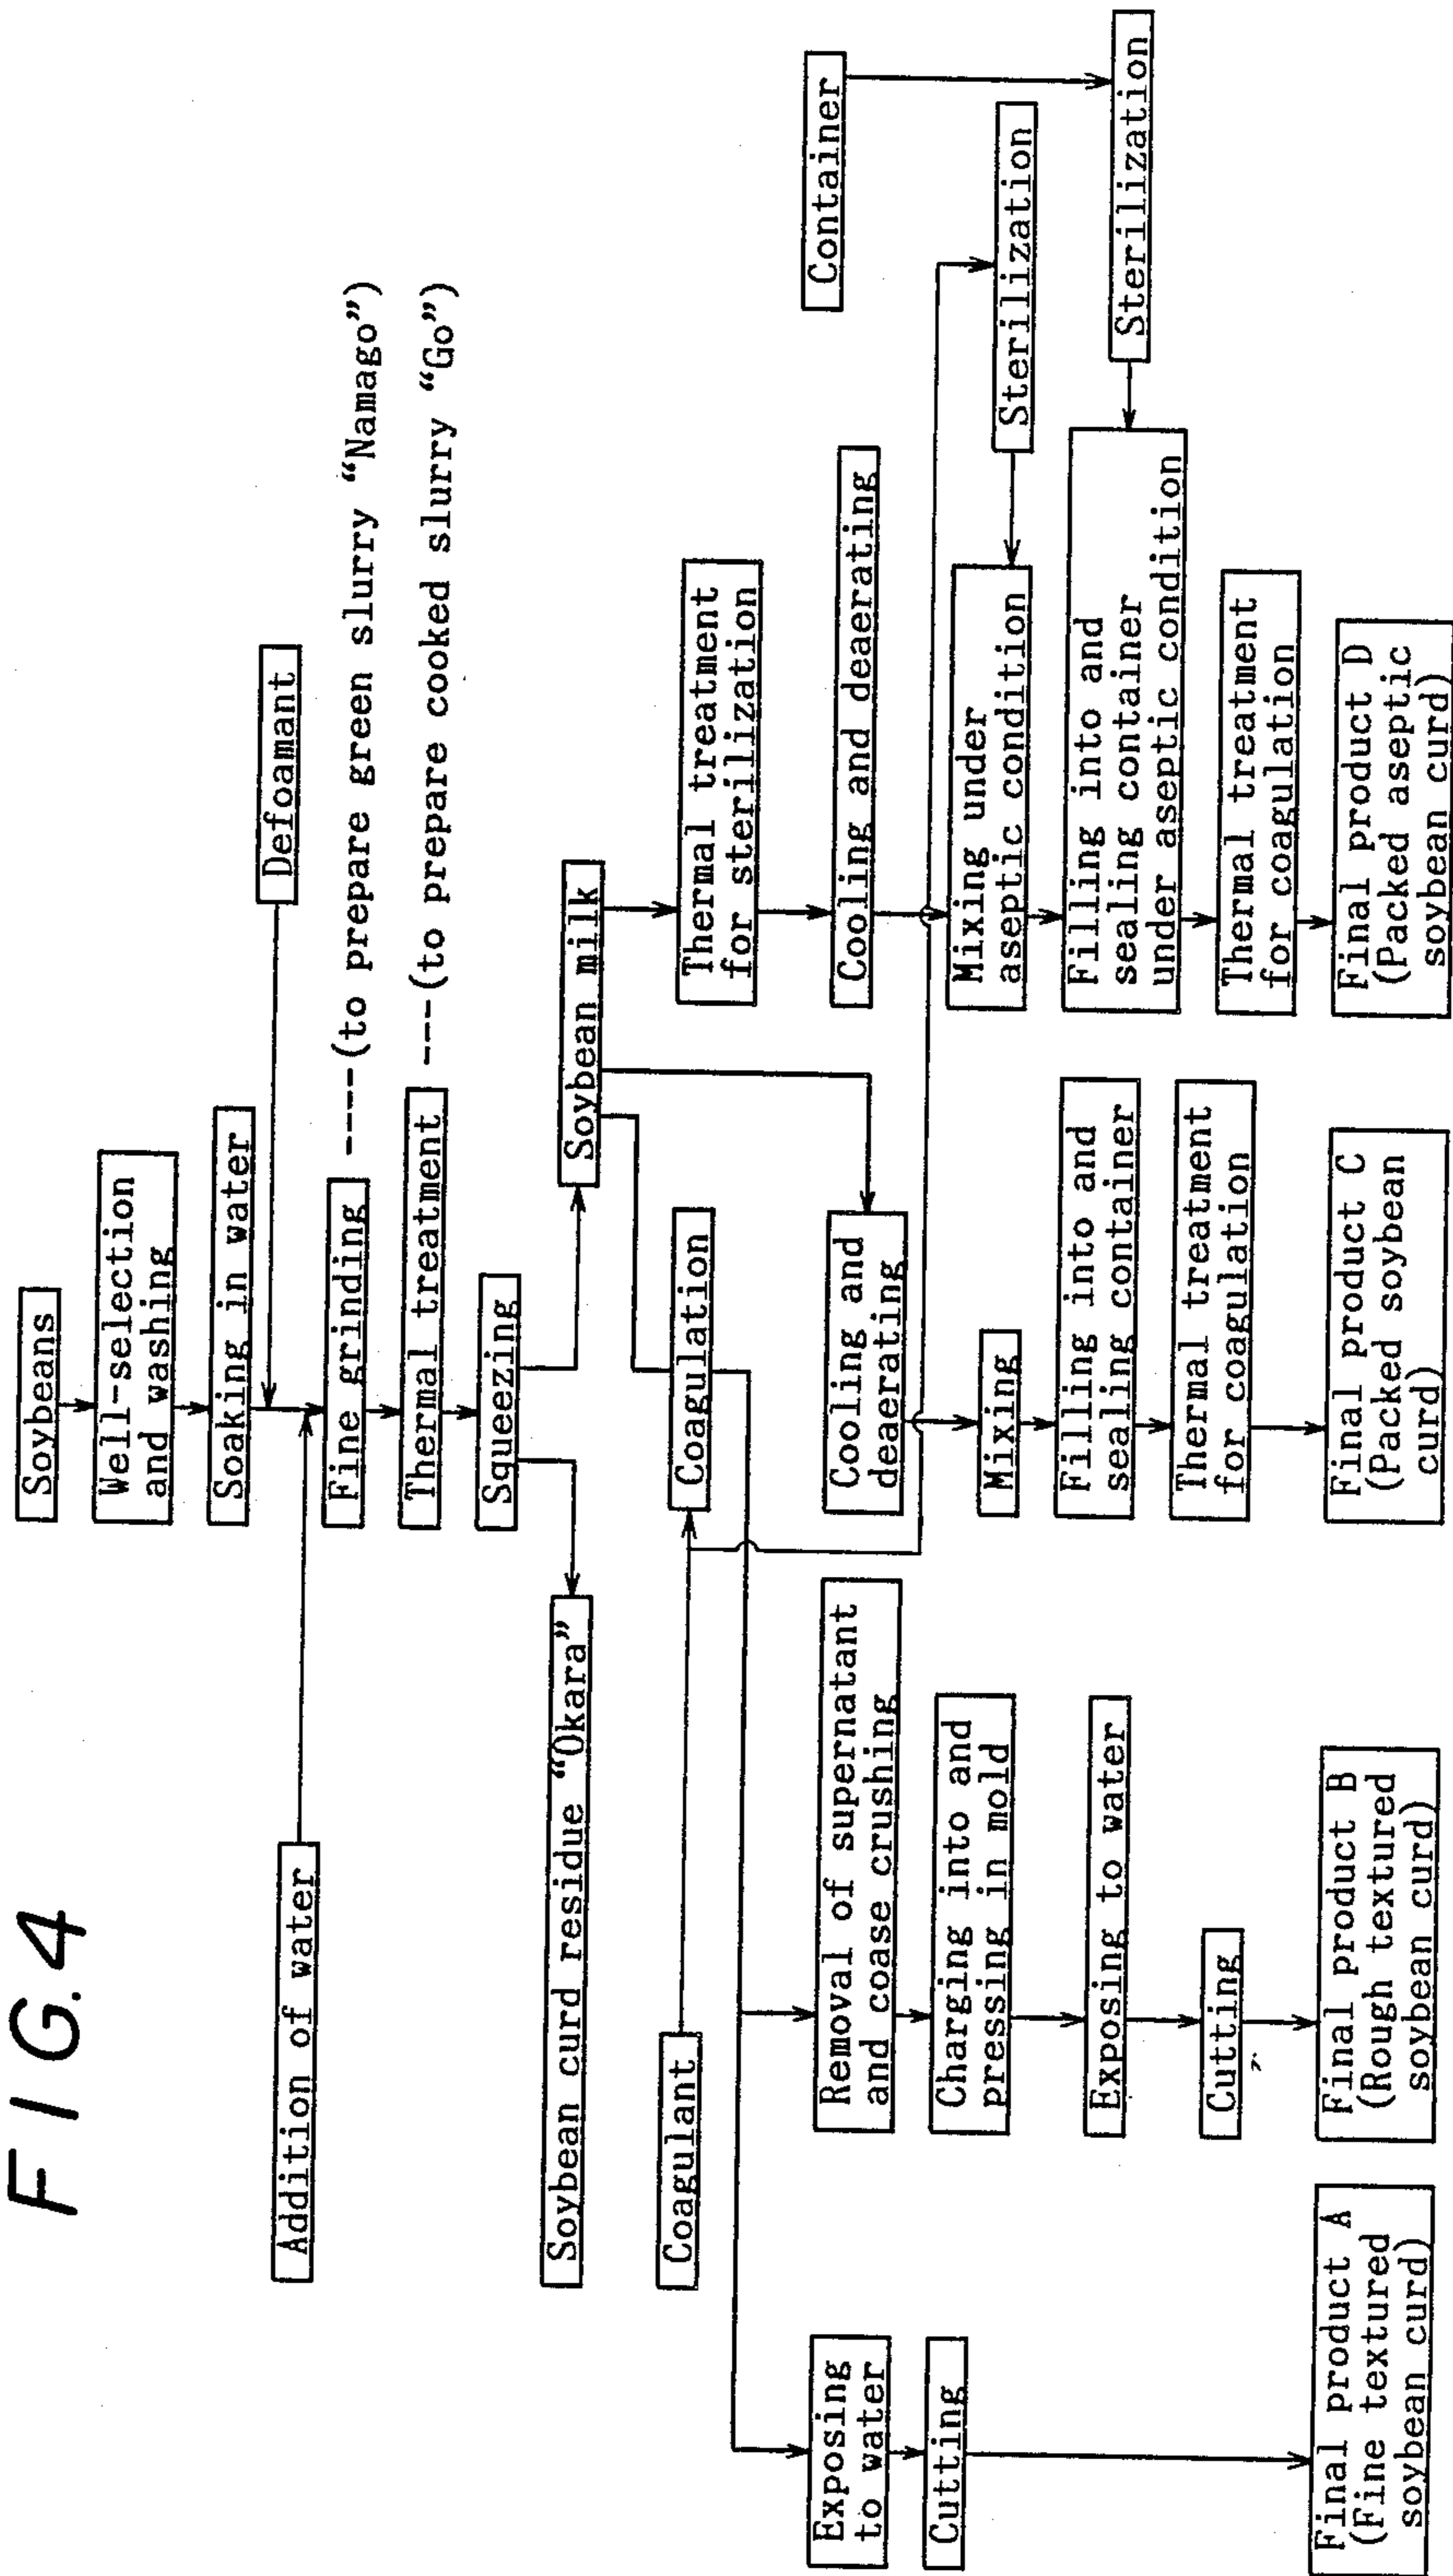 FIG.4
Soybeans
Well-selection
and washing
Soaking in water
Defoamant
Addition of water
Fine grinding ----(to prepare green slurry “Namago”)
Thermal treatment ---(to prepare cooked slurry “Go”)
Squeezing
Soybean curd residue “Okara”
Soybean milk
Coagulant
Coagulation
Thermal treatment
for sterilization
Container
Exposing
to water
Removal of supernatant
and coase crushing
Cooling and
deaerating
Cooling and deaerating
Cutting
Charging into and
pressing in mold
Mixing
Mixing under
aseptic condition
Sterilization
Exposing to water
Filling into and
sealing container
Filling into and
sealing container
under aseptic condition
Sterilization
Cutting
Thermal treatment
for coagulation
Thermal treatment
for coagulation
Final product A
(Fine textured
soybean curd)
Final product B
(Rough textured
soybean curd)
Final product C
(Packed soybean
curd)
Final product D
(Packed aseptic
soybean curd)